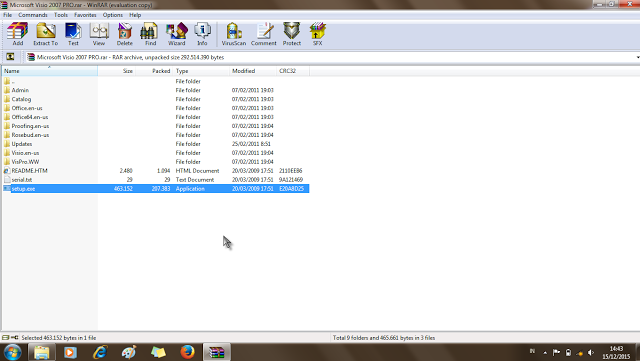 Microsoft Visio 2007 PRO.rar - WinRAR (evaluation copy)
File Commands Tools Favorites Options Help
Add Extract To Test View Delete Find Wizard Info VirusScan Comment Protect SFX
Microsoft Visio 2007 PRO.rar - RAR archive, unpacked size 292.514.390 bytes
Name Size Packed Type Modified CRC32
.. File folder
Admin File folder 07/02/2011 19:03
Catalog File folder 07/02/2011 19:03
Office.en-us File folder 07/02/2011 19:03
Office64.en-us File folder 07/02/2011 19:03
Proofing.en-us File folder 07/02/2011 19:04
Rosebud.en-us File folder 07/02/2011 19:04
Updates File folder 25/02/2011 8:51
Visio.en-us File folder 07/02/2011 19:04
VisPro.WW File folder 07/02/2011 19:04
README.HTM 2.480 1.094 HTML Document 20/03/2009 17:51 2110EEB6
serial.txt 29 29 Text Document 20/03/2009 17:51 9A121469
setup.exe 463.152 207.383 Application 20/03/2009 17:51 E20A8D25
Selected 463.152 bytes in 1 file Total 9 folders and 465.661 bytes in 3 files
IN 14:43
15/12/2015